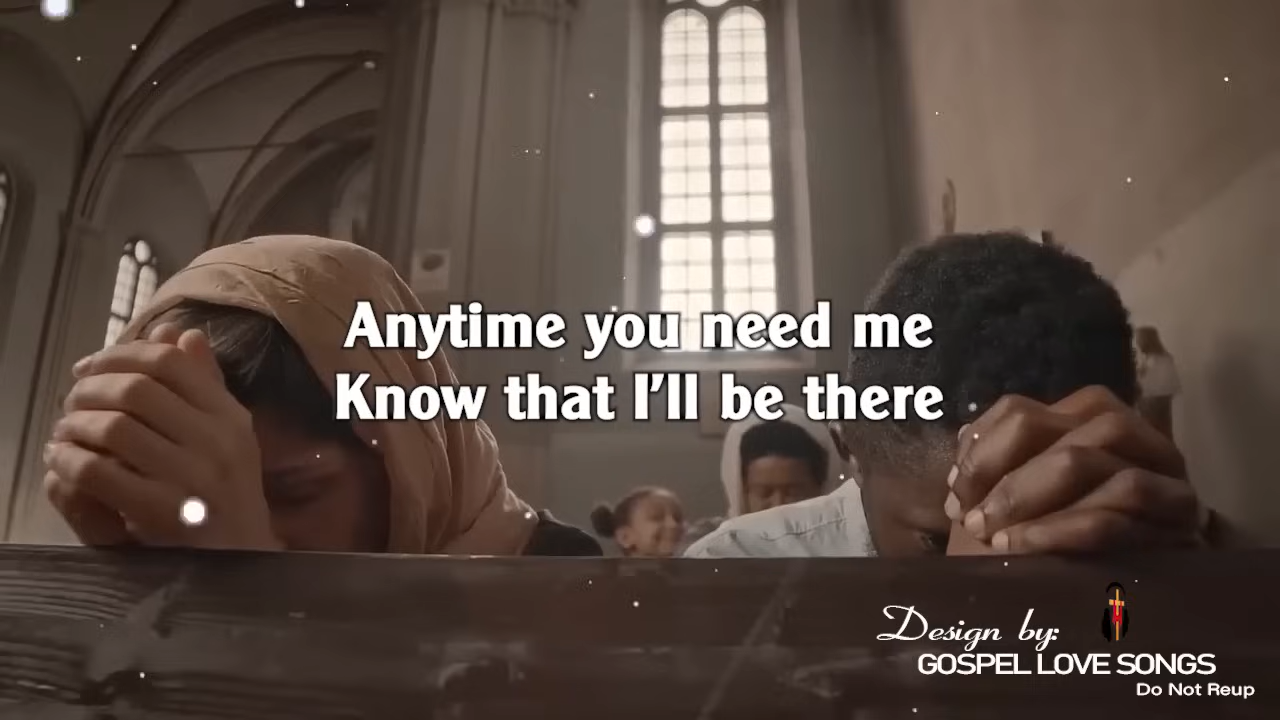 Anytime you need me
Know that I'll be there
Design by:
GOSPEL LOVE SONGS
Do Not Reup